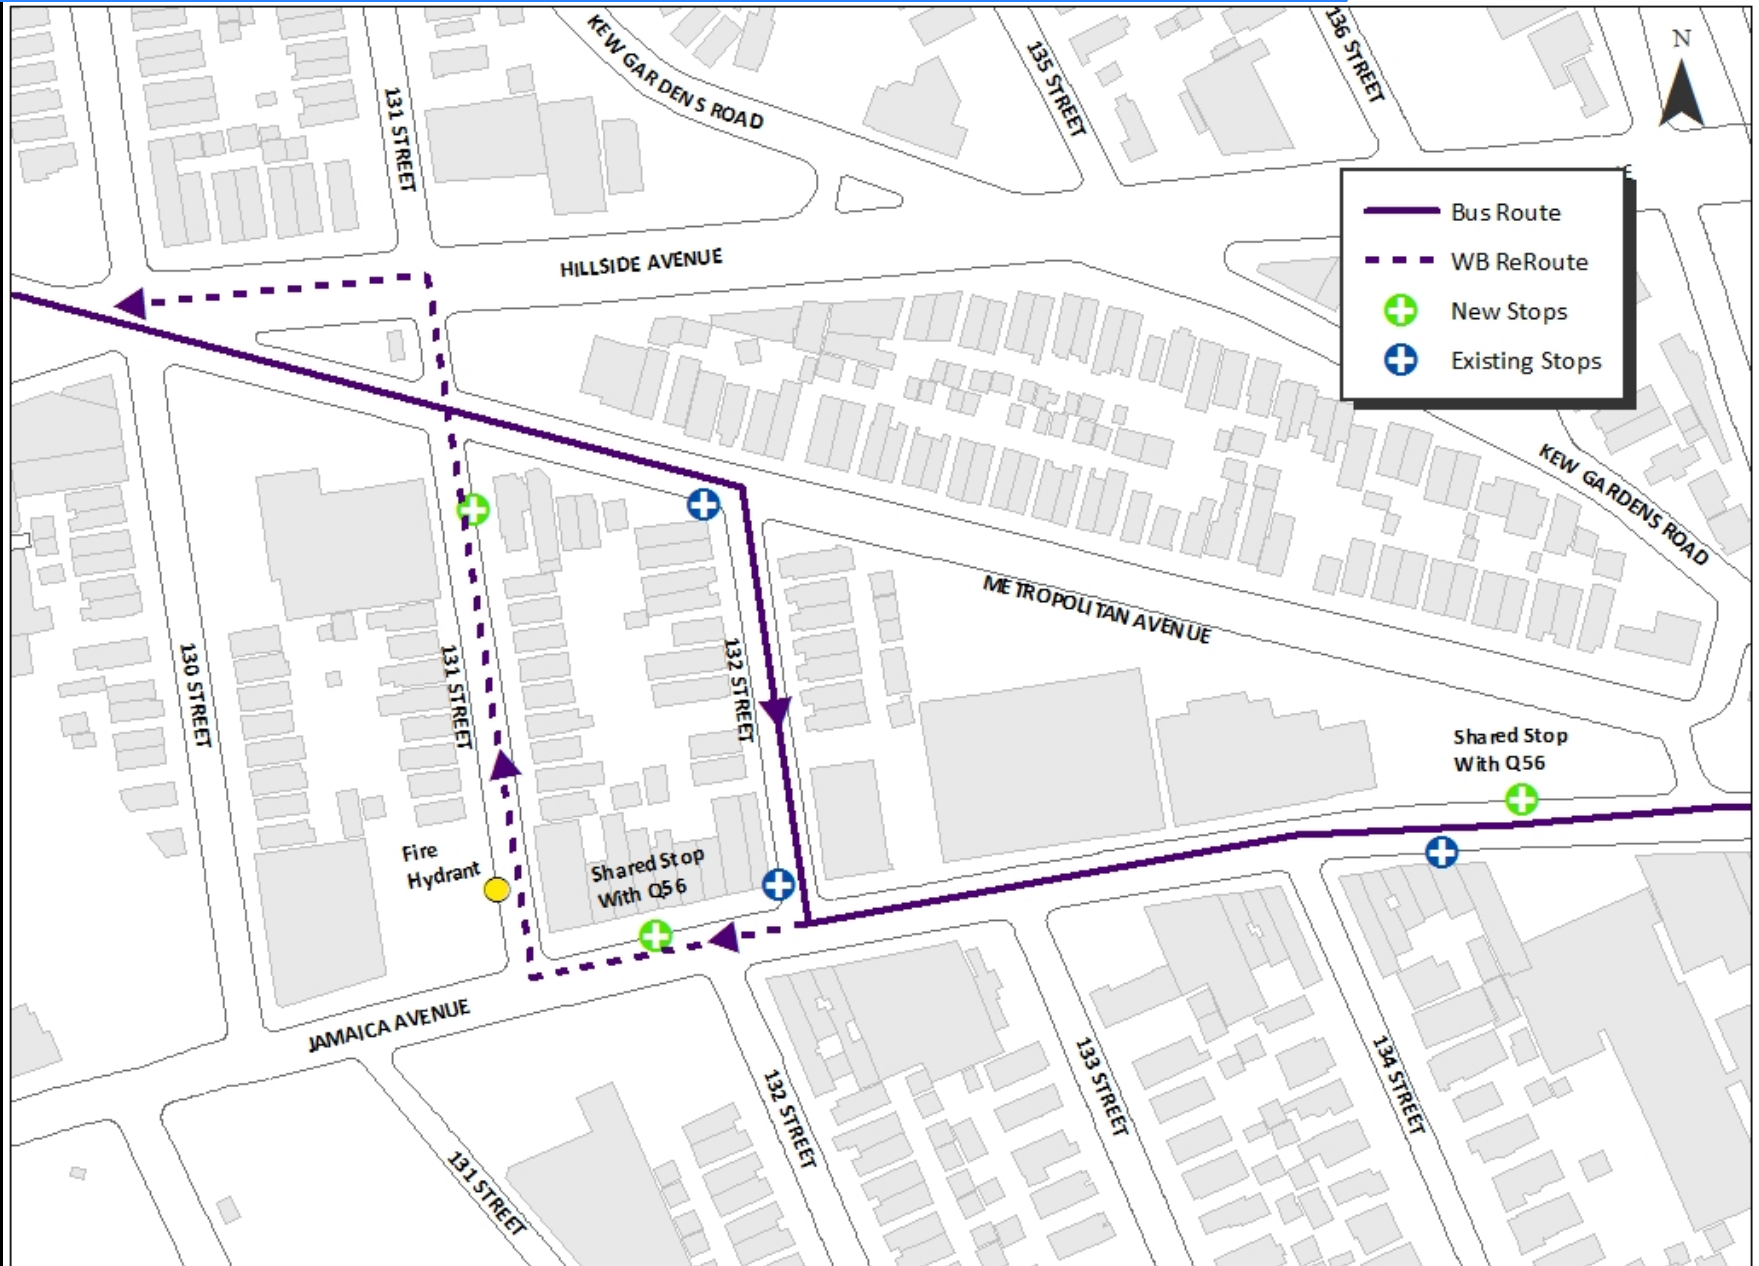 KEW GARDENS ROAD
135 STREET
136 STREET
N
131 STREET
HILLSIDE AVENUE
E
Bus Route
WB ReRoute
New Stops
Existing Stops
KEW GARDENS ROAD
METROPOLITAN AVENUE
130 STREET
131 STREET
132 STREET
Shared Stop
With Q56
Fire
Hydrant
Shared Stop
With Q56
JAMAICA AVENUE
131 STREET
132 STREET
133 STREET
134 STREET